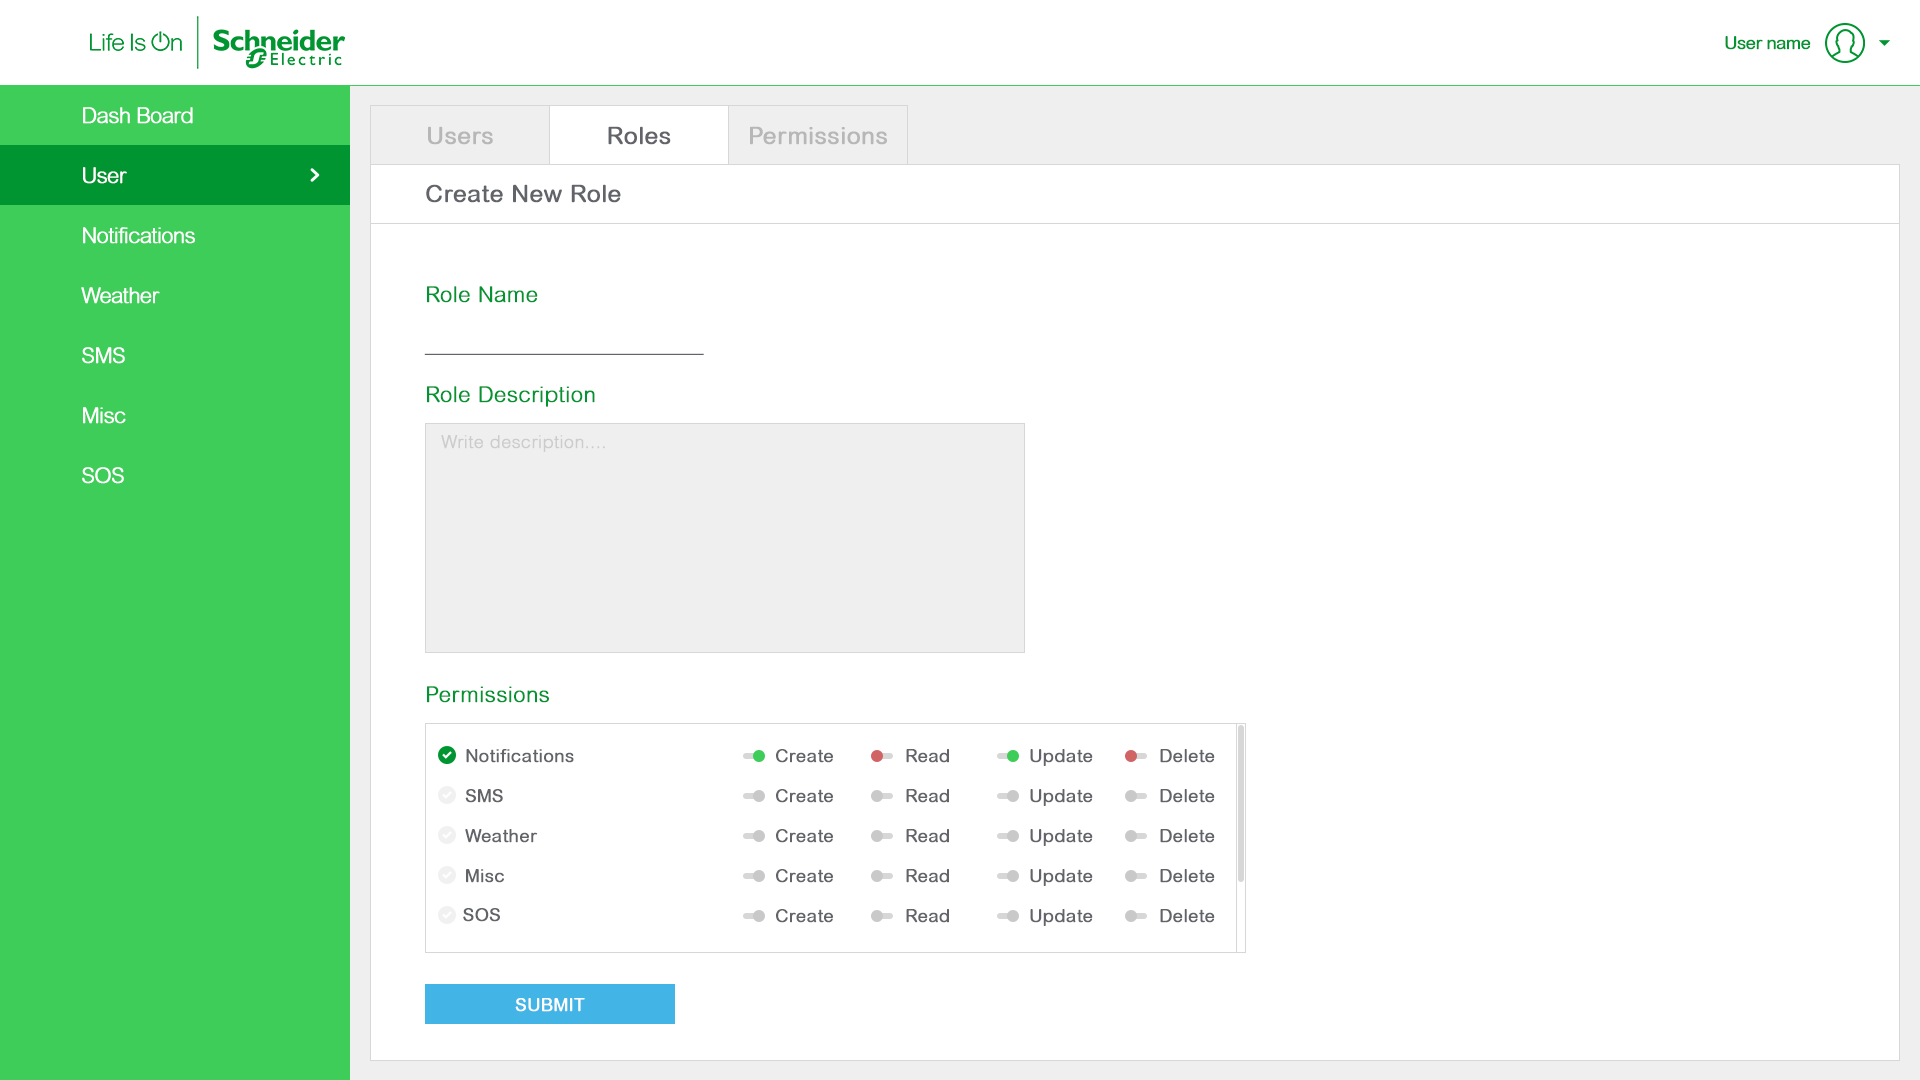 Life Is On | Schneider Electric
User name
Dash Board
User
Notifications
Weather
SMS
Misc
SOS
Users Roles Permissions
Create New Role
Role Name
Role Description
Write description....
Permissions
Notifications Create Read Update Delete
SMS Create Read Update Delete
Weather Create Read Update Delete
Misc Create Read Update Delete
SOS Create Read Update Delete
SUBMIT